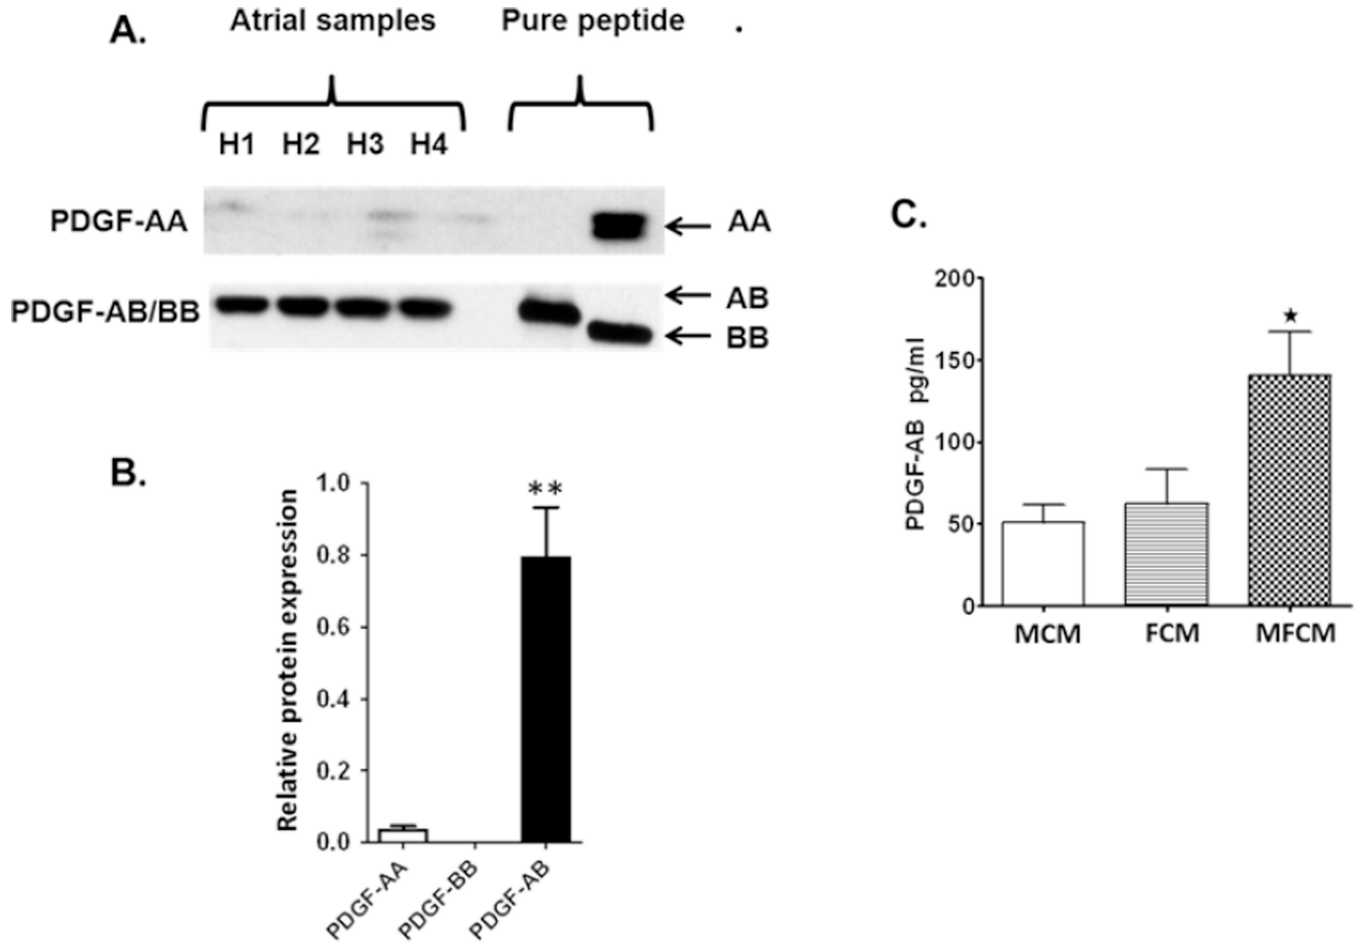 A.
Atrial samples
Pure peptide .
H1 H2 H3 H4
PDGF-AA
AA
PDGF-AB/BB
AB
BB
B.
Relative protein expression
1.0
0.8
0.6
0.4
0.2
0.0
**
PDGF-AA
PDGF-BB
PDGF-AB
C.
PDGF-AB pg/ml
200
150
100
50
0
★
MCM FCM MFCM